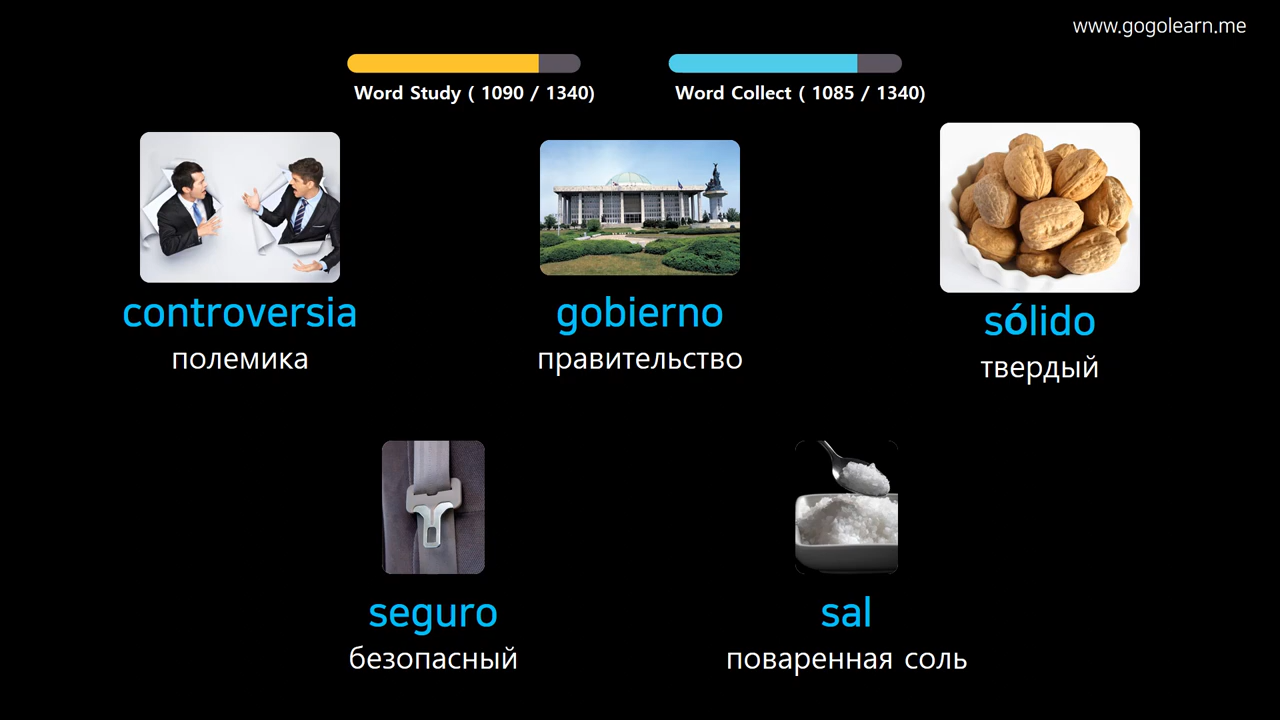 www.gogolearn.me
Word Study ( 1090 / 1340)
Word Collect ( 1085 / 1340)
controversia
полемика
gobierno
правительство
sólido
твердый
seguro
безопасный
sal
поваренная соль